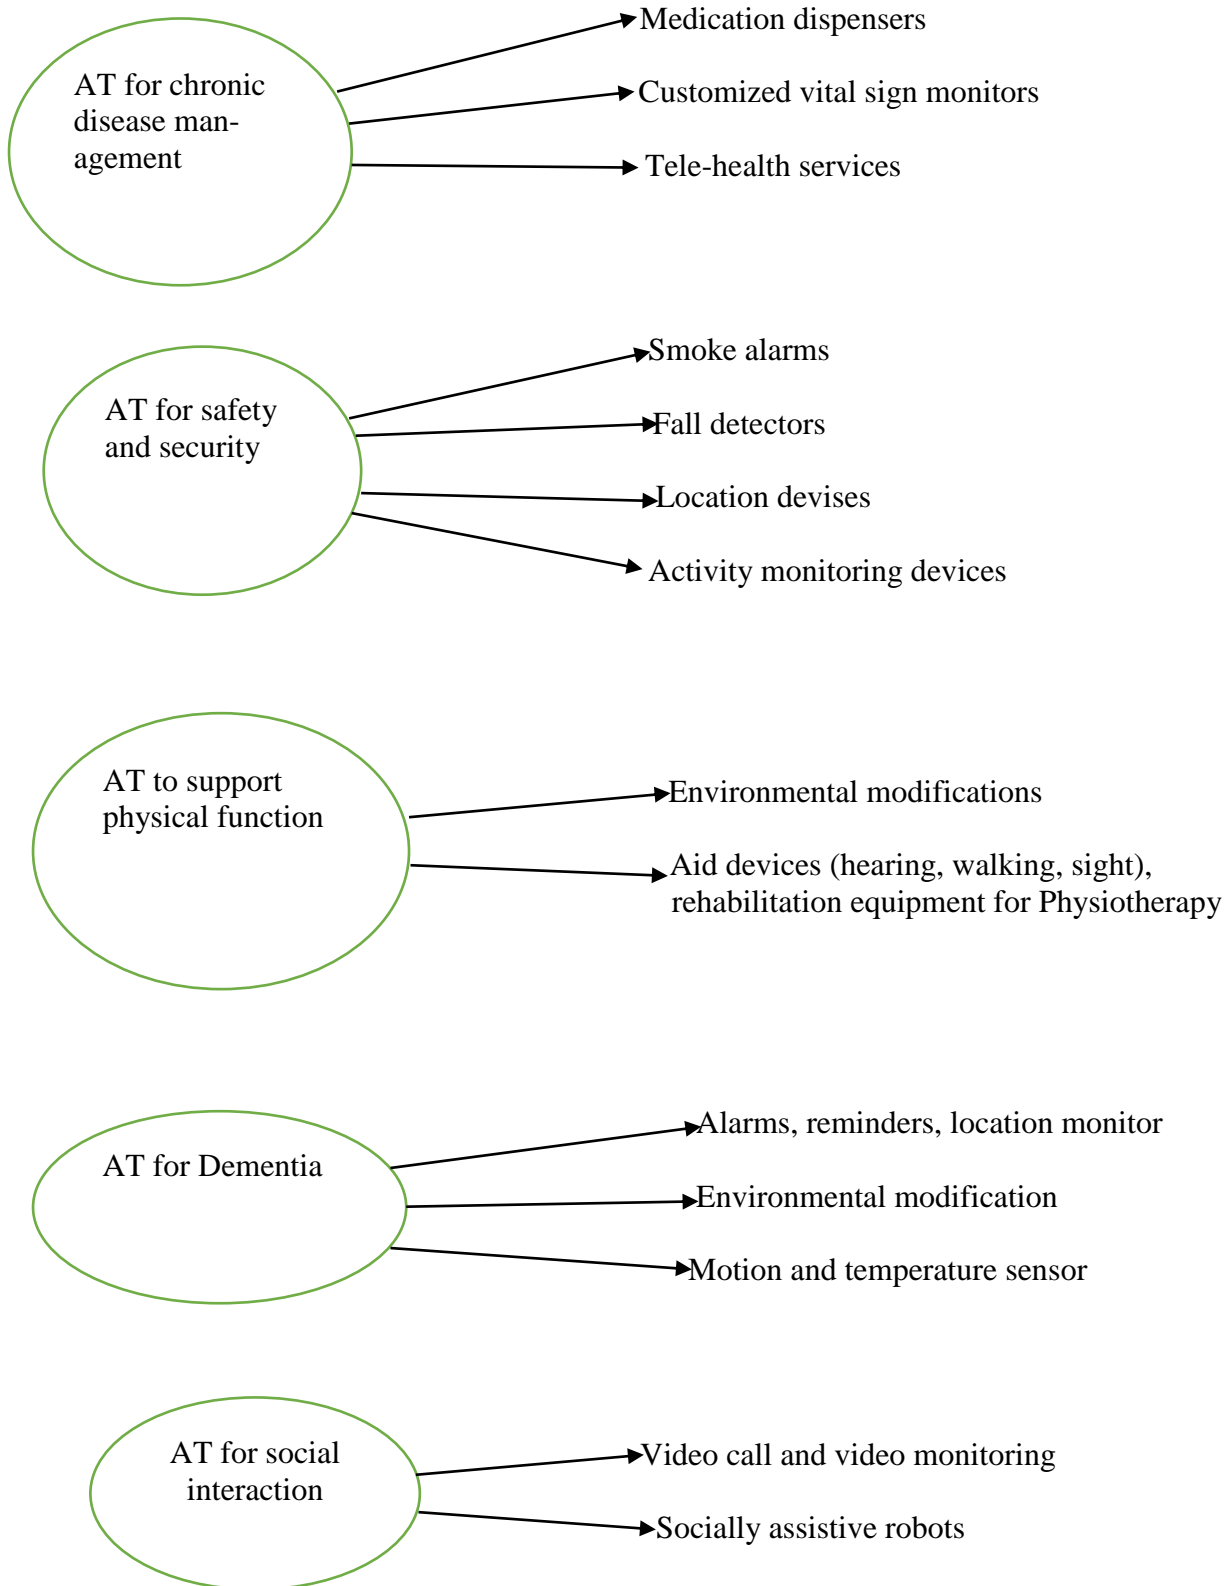 AT for chronic
disease man-
agement
Medication dispensers
Customized vital sign monitors
Tele-health services
AT for safety
and security
Smoke alarms
Fall detectors
Location devises
Activity monitoring devices
AT to support
physical function
Environmental modifications
Aid devices (hearing, walking, sight),
rehabilitation equipment for Physiotherapy
AT for Dementia
Alarms, reminders, location monitor
Environmental modification
Motion and temperature sensor
AT for social
interaction
Video call and video monitoring
Socially assistive robots